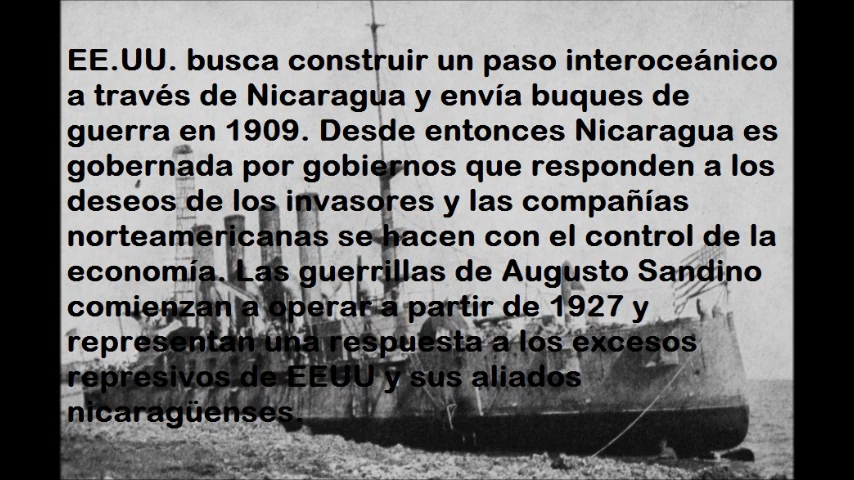 EE.UU. busca construir un paso interoceánico
a través de Nicaragua y envía buques de
guerra en 1909. Desde entonces Nicaragua es
gobernada por gobiernos que responden a los
deseos de los invasores y las compañías
norteamericanas se hacen con el control de la
economía. Las guerrillas de Augusto Sandino
comienzan a operar a partir de 1927 y
representan una respuesta a los excesos
represivos de EEUU y sus aliados
nicaragüenses.